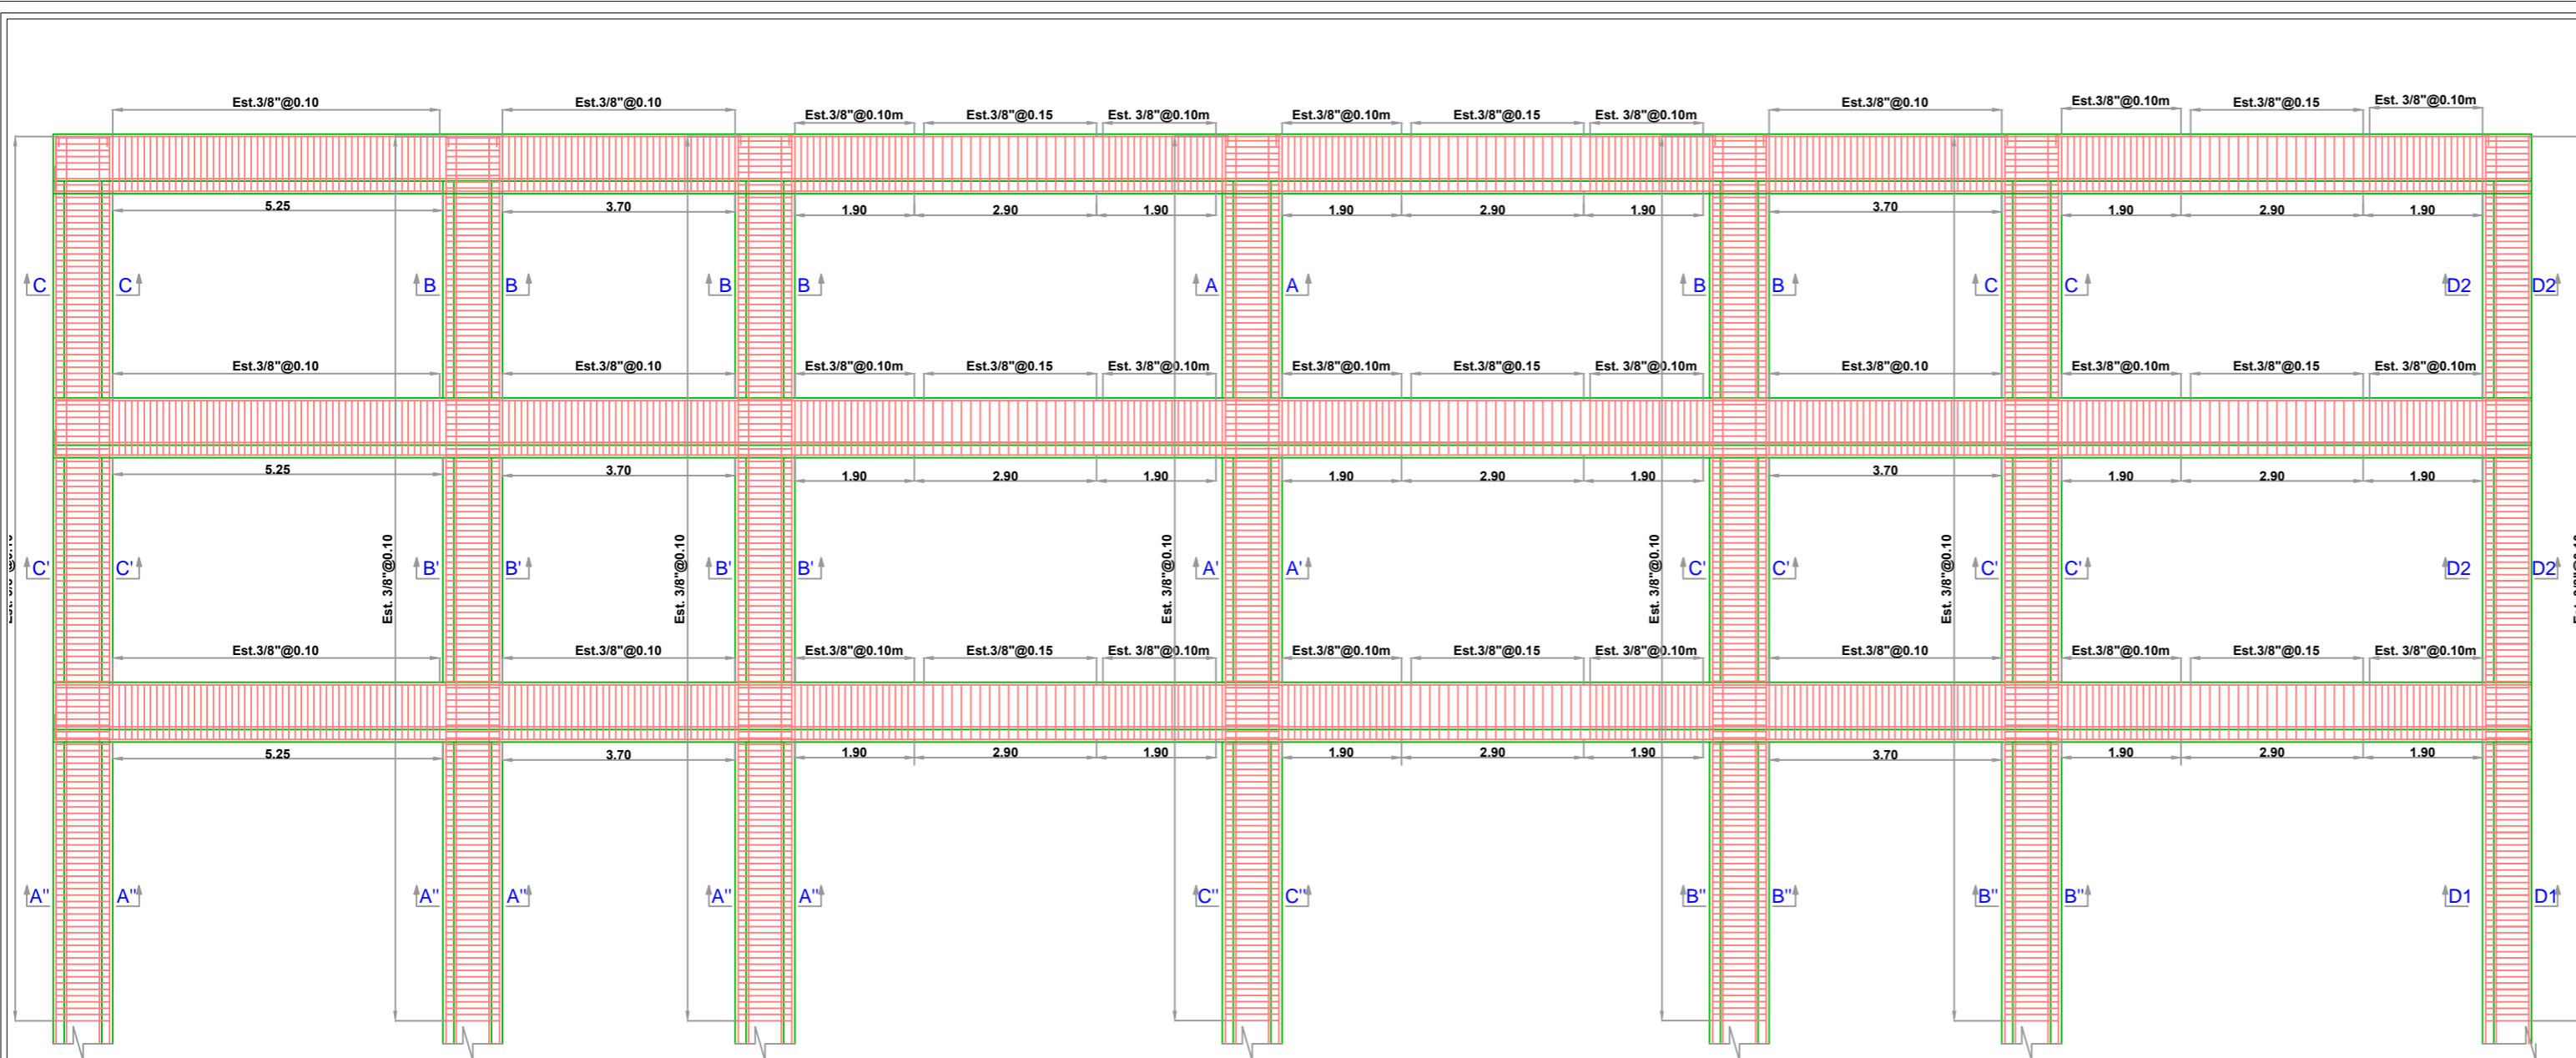 Est.3/8"@0.10 Est.3/8"@0.10 Est.3/8"@0.10m Est.3/8"@0.15 Est. 3/8"@0.10m Est.3/8"@0.10m Est.3/8"@0.15 Est. 3/8"@0.10m Est.3/8"@0.10 Est.3/8"@0.10m Est.3/8"@0.15 Est. 3/8"@0.10m
5.25 3.70 1.90 2.90 1.90 1.90 2.90 1.90 3.70 1.90 2.90 1.90
C C B B B B A A B B C C D2 D2
Est.3/8"@0.10 Est.3/8"@0.10 Est.3/8"@0.10m Est.3/8"@0.15 Est. 3/8"@0.10m Est.3/8"@0.10m Est.3/8"@0.15 Est. 3/8"@0.10m Est.3/8"@0.10 Est.3/8"@0.10m Est.3/8"@0.15 Est.3/8"@0.10m
5.25 3.70 1.90 2.90 1.90 1.90 2.90 1.90 3.70 1.90 2.90 1.90
Est. 3/8"@0.10 Est. 3/8"@0.10 Est. 3/8"@0.10 Est. 3/8"@0.10 Est. 3/8"@0.10
C' C' B' B' B' B' A' A' C' C' C' C' D2 D2
Est.3/8"@0.10 Est.3/8"@0.10 Est.3/8"@0.10m Est.3/8"@0.15 Est. 3/8"@0.10m Est.3/8"@0.10m Est.3/8"@0.15 Est. 3/8"@0.10m Est.3/8"@0.10 Est.3/8"@0.10m Est.3/8"@0.15 Est.3/8"@0.10m
5.25 3.70 1.90 2.90 1.90 1.90 2.90 1.90 3.70 1.90 2.90 1.90
A'' A'' A'' A'' A'' A'' C'' C'' B'' B'' B'' B'' D1 D1